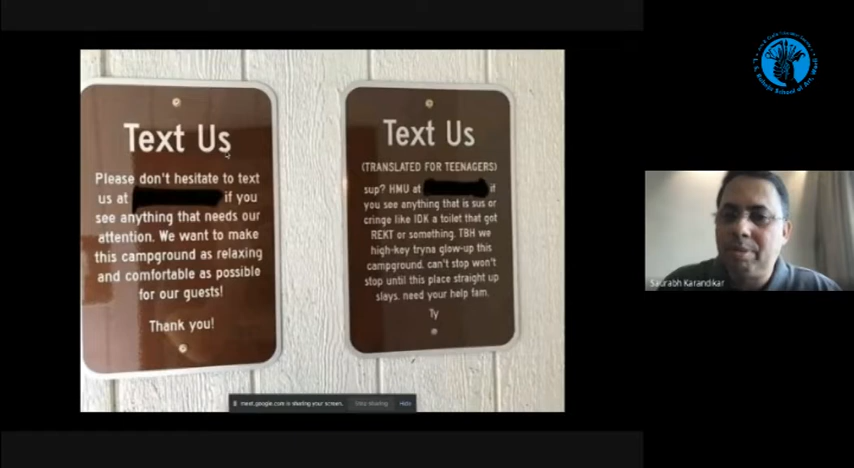 Text Us
Please don't hesitate to text
us at if you
see anything that needs our
attention. We want to make
this campground as relaxing
and comfortable as possible
for our guests!
Thank you!
Text Us
(TRANSLATED FOR TEENAGERS)
sup? HMU at if
you see anything that is sus or
cringe like IDK a toilet that got
REKT or something. TBH we
high-key tryna glow-up this
campground. can't stop won't
stop until this place straight up
slays. need your help fam.
Ty
meet.google.com is sharing your screen.
Stop sharing
Hide
Saurabh Karandikar